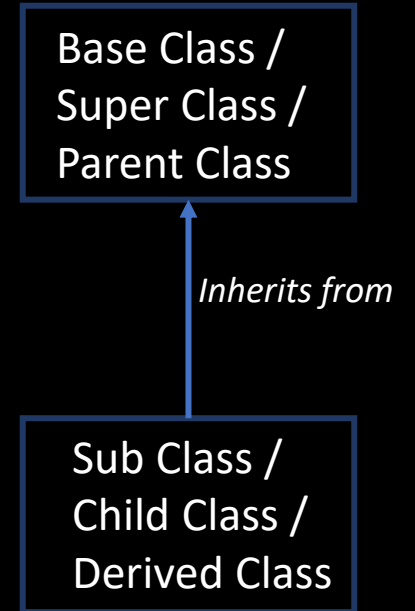 Base Class /
Super Class /
Parent Class
Inherits from
Sub Class /
Child Class /
Derived Class